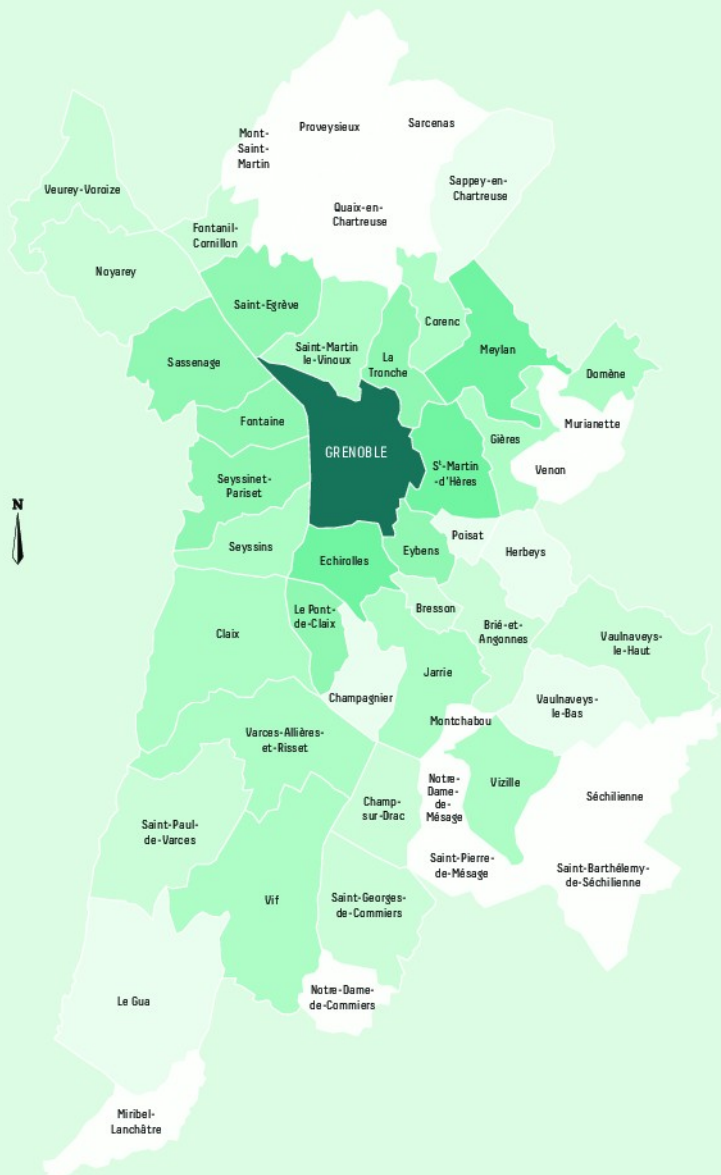 Proveysieux
Sarcenas
Mont-
Saint-
Martin
Sappey-en-
Chartreuse
Veurey-Voroize
Quaix-en-
Chartreuse
Fontanil-
Cornillon
Noyarey
Saint-Egrève
Corenc
Saint-Martin
le-Vinoux
Meylan
La
Tronche
Sassenage
Domène
Fontaine
Murianette
GRENOBLE
Gières
St-Martin
-d'Hères
Venon
Seyssinet-
Pariset
N
Poisat
Seyssins
Eybens
Herbeys
Echirolles
Le Pont-
de-Claix
Bresson
Claix
Brié-et-
Angonnes
Vaulnaveys-
le-Haut
Jarrie
Champagnier
Vaulnaveys-
le-Bas
Montchabou
Varces-Allières-
et-Risset
Notre-
Dame-
de-
Mésage
Vizille
Séchilienne
Champ-
sur-Drac
Saint-Paul-
de-Varces
Saint-Pierre-
de-Mésage
Saint-Barthélemy-
de-Séchilienne
Vif
Saint-Georges-
de-Commiers
Le Gua
Notre-Dame-
de-Commiers
Miribel-
Lanchâtre